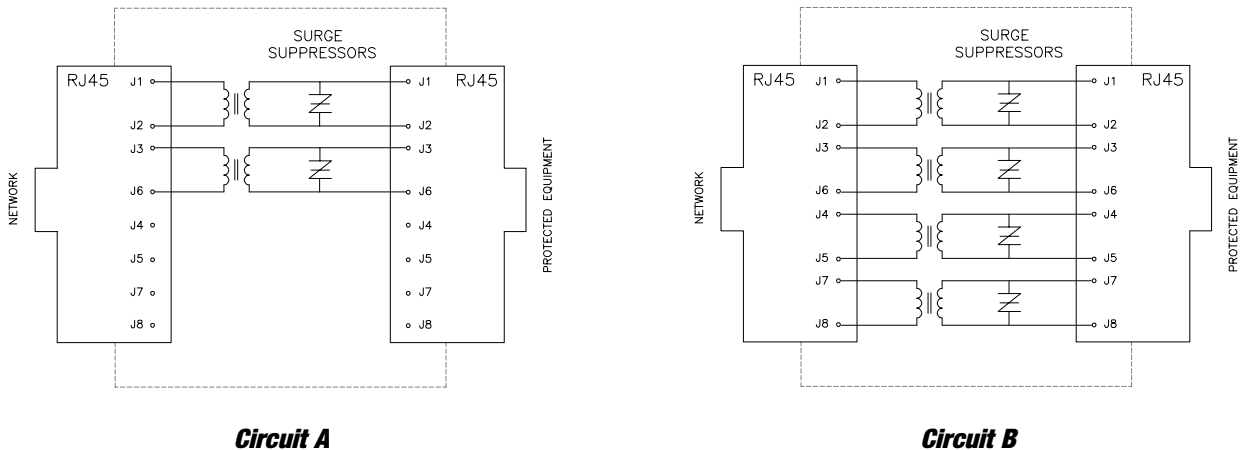 SURGE
SUPPRESSORS
RJ45 J1 J1 RJ45
J2 J2
J3 J3
J6 J6
J4 J4
J5 J5
J7 J7
J8 J8
NETWORK
PROTECTED EQUIPMENT
Circuit A
SURGE
SUPPRESSORS
RJ45 J1 J1 RJ45
J2 J2
J3 J3
J6 J6
J4 J4
J5 J5
J7 J7
J8 J8
NETWORK
PROTECTED EQUIPMENT
Circuit B